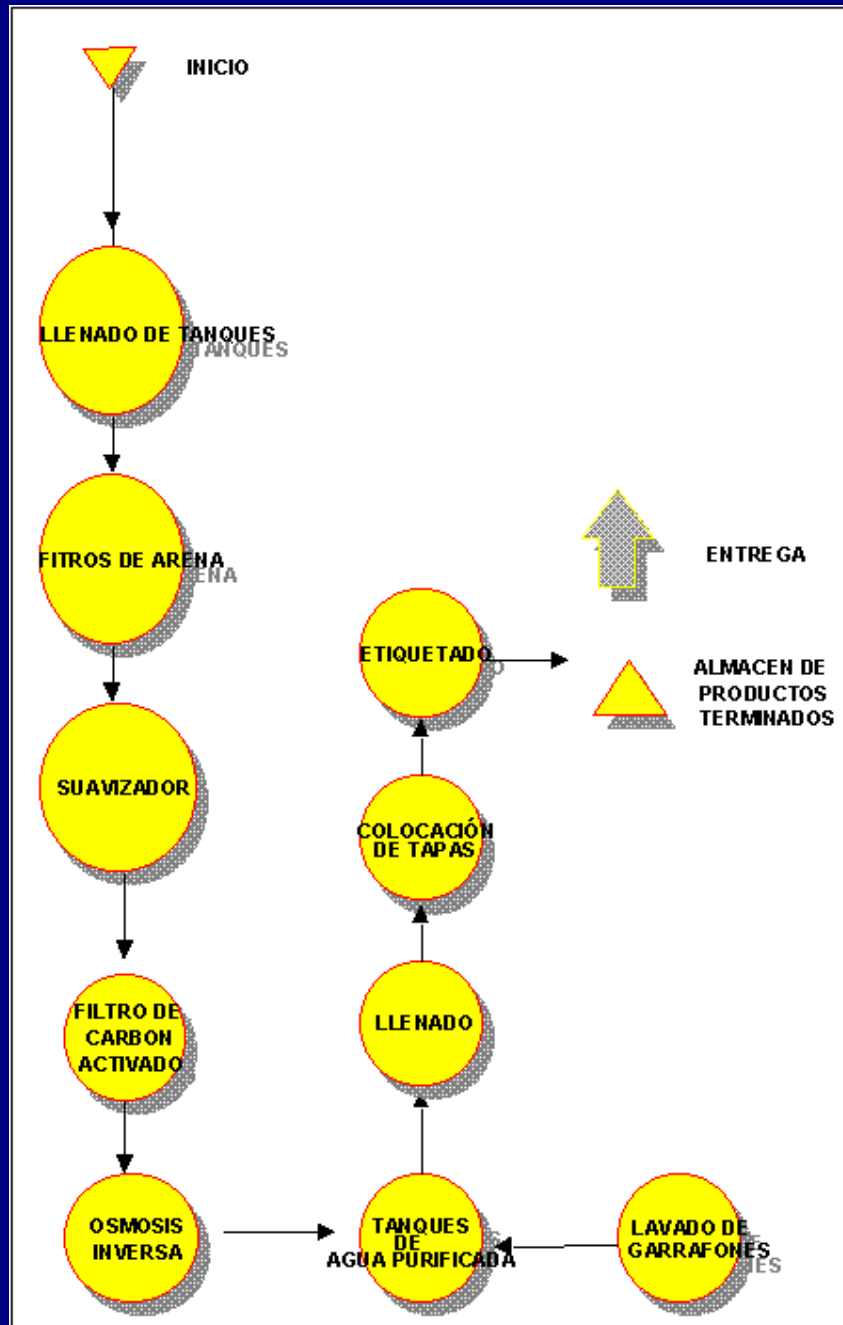 INICIO
LLENADO DE TANQUES
FITROS DE ARENA
SUAVIZADOR
FILTRO DE
CARBON
ACTIVADO
OSMOSIS
INVERSA
TANQUES
DE
AGUA PURIFICADA
LAVADO DE
GARRAFONES
LLENADO
COLOCACIÓN
DE TAPAS
ETIQUETADO
ENTREGA
ALMACEN DE
PRODUCTOS
TERMINADOS